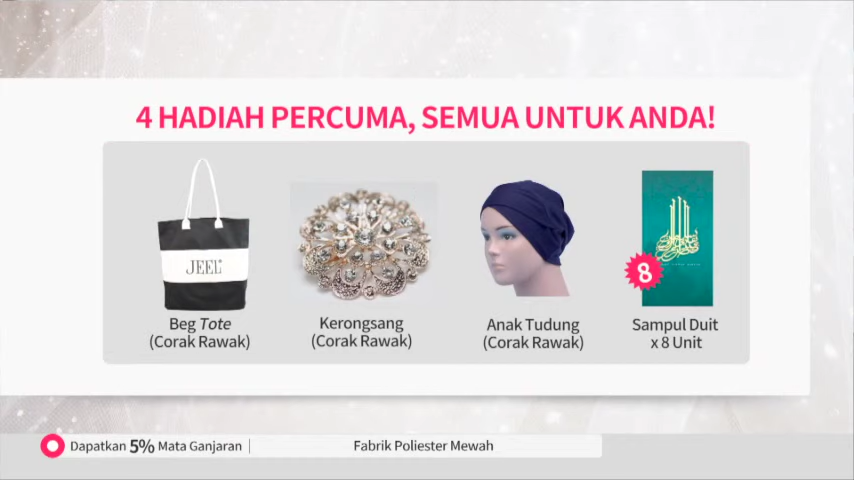 4 HADIAH PERCUMA, SEMUA UNTUK ANDA!
JEEL
Beg Tote
(Corak Rawak)
Kerongsang
(Corak Rawak)
Anak Tudung
(Corak Rawak)
8
Sampul Duit
x 8 Unit
Dapatkan 5% Mata Ganjaran
Fabrik Poliester Mewah